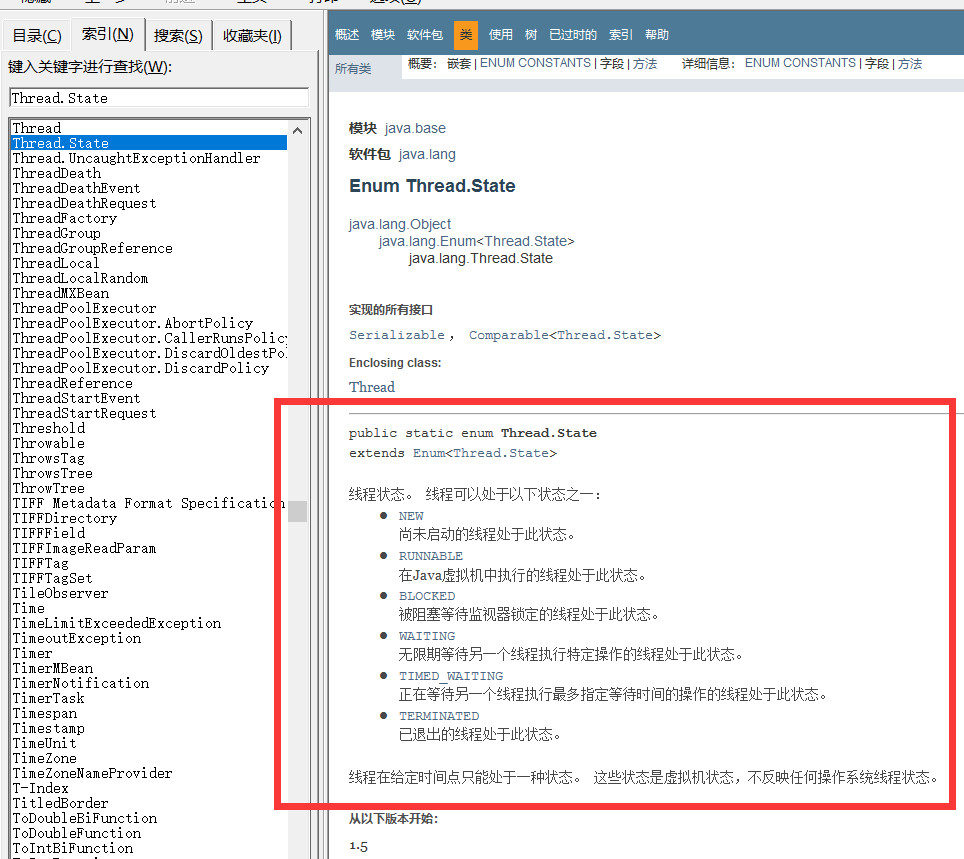 目录(C) 索引(N) 搜索(S) 收藏夹(I)
键入关键字进行查找(W):
Thread.State
Thread
Thread.State
Thread.UncaughtExceptionHandler
ThreadDeath
ThreadDeathEvent
ThreadDeathRequest
ThreadFactory
ThreadGroup
ThreadGroupReference
ThreadLocal
ThreadLocalRandom
ThreadMXBean
ThreadPoolExecutor
ThreadPoolExecutor.AbortPolicy
ThreadPoolExecutor.CallerRunsPolicy
ThreadPoolExecutor.DiscardOldestPo
ThreadPoolExecutor.DiscardPolicy
ThreadReference
ThreadStartEvent
ThreadStartRequest
Threshold
Throwable
ThrowsTag
ThrowsTree
ThrowTree
TIFF Metadata Format Specification
TIFFDirectory
TIFFField
TIFFImageReadParam
TIFFTag
TIFFTagSet
TileObserver
Time
TimeLimitExceededException
TimeoutException
Timer
TimerMBean
TimerNotification
TimerTask
Timespan
Timestamp
TimeUnit
TimeZone
TimeZoneNameProvider
T-Index
TitledBorder
ToDoubleBiFunction
ToDoubleFunction
ToIntBiFunction
概述 模块 软件包 类 使用 树 已过时的 索引 帮助
所有类
概要: 嵌套 | ENUM CONSTANTS | 字段 | 方法 详细信息: ENUM CONSTANTS | 字段 | 方法
模块 java.base
软件包 java.lang
Enum Thread.State
java.lang.Object
java.lang.Enum<Thread.State>
java.lang.Thread.State
实现的所有接口
Serializable , Comparable<Thread.State>
Enclosing class:
Thread
public static enum Thread.State
extends Enum<Thread.State>
线程状态。 线程可以处于以下状态之一:
● NEW
尚未启动的线程处于此状态。
● RUNNABLE
在Java虚拟机中执行的线程处于此状态。
● BLOCKED
被阻塞等待监视器锁定的线程处于此状态。
● WAITING
无限期等待另一个线程执行特定操作的线程处于此状态。
● TIMED_WAITING
正在等待另一个线程执行最多指定等待时间的操作的线程处于此状态。
● TERMINATED
已退出的线程处于此状态。
线程在给定时间点只能处于一种状态。 这些状态是虚拟机状态，不反映任何操作系统线程状态。
从以下版本开始:
1.5